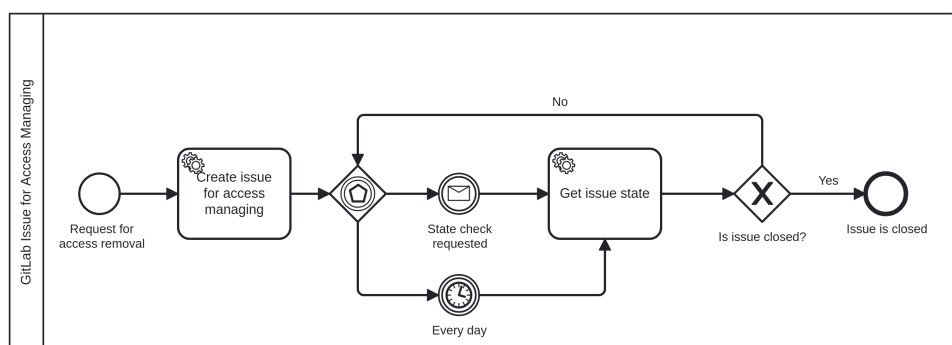 GitLab Issue for Access Managing
No
Create issue
for access
managing
Get issue state
X
Yes
Request for
access removal
State check
requested
Is issue closed?
Issue is closed
Every day